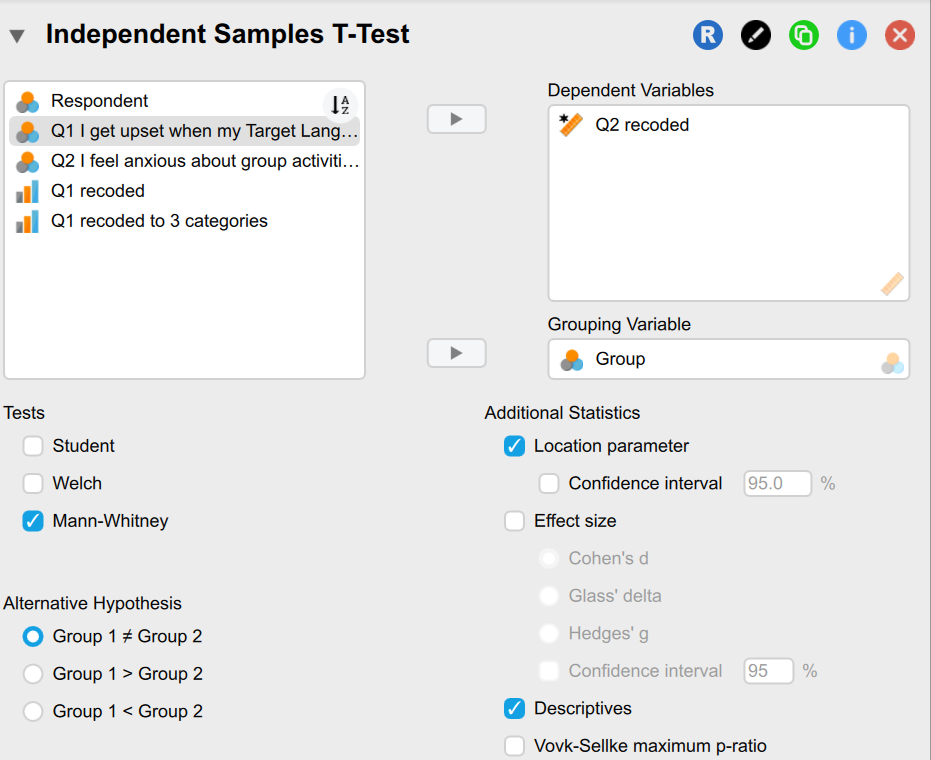 Independent Samples T-Test
R
i
Respondent
A
Z
Q1 I get upset when my Target Lang...
Q2 I feel anxious about group activiti...
Q1 recoded
Q1 recoded to 3 categories
Dependent Variables
Q2 recoded
Grouping Variable
Group
Tests
Student
Welch
Mann-Whitney
Alternative Hypothesis
Group 1 ≠ Group 2
Group 1 > Group 2
Group 1 < Group 2
Additional Statistics
Location parameter
Confidence interval 95.0 %
Effect size
Cohen's d
Glass' delta
Hedges' g
Confidence interval 95 %
Descriptives
Vovk-Sellke maximum p-ratio